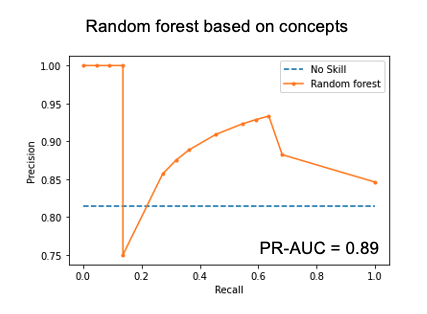 Random forest based on concepts
No Skill
Random forest
1.00
0.95
0.90
0.85
0.80
0.75
Precision
PR-AUC = 0.89
0.0 0.2 0.4 0.6 0.8 1.0
Recall